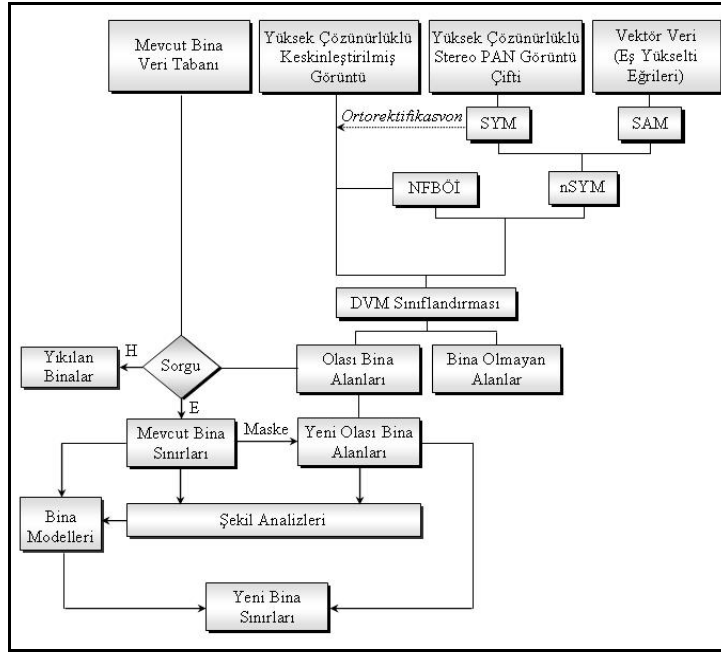 Mevcut Bina
Veri Tabanı
Yüksek Çözünürlüklü
Keskinleştirilmiş
Görüntü
Yüksek Çözünürlüklü
Stereo PAN Görüntü
Çifti
Vektör Veri
(Eş Yükselti
Eğrileri)
Ortorektifikasyon
SYM
SAM
NFBÖİ
nSYM
DVM Sınıflandırması
Yıkılan
Binalar
H
Sorgu
Olası Bina
Alanları
Bina Olmayan
Alanlar
E
Mevcut Bina
Sınırları
Maske
Yeni Olası Bina
Alanları
Bina
Modelleri
Şekil Analizleri
Yeni Bina
Sınırları